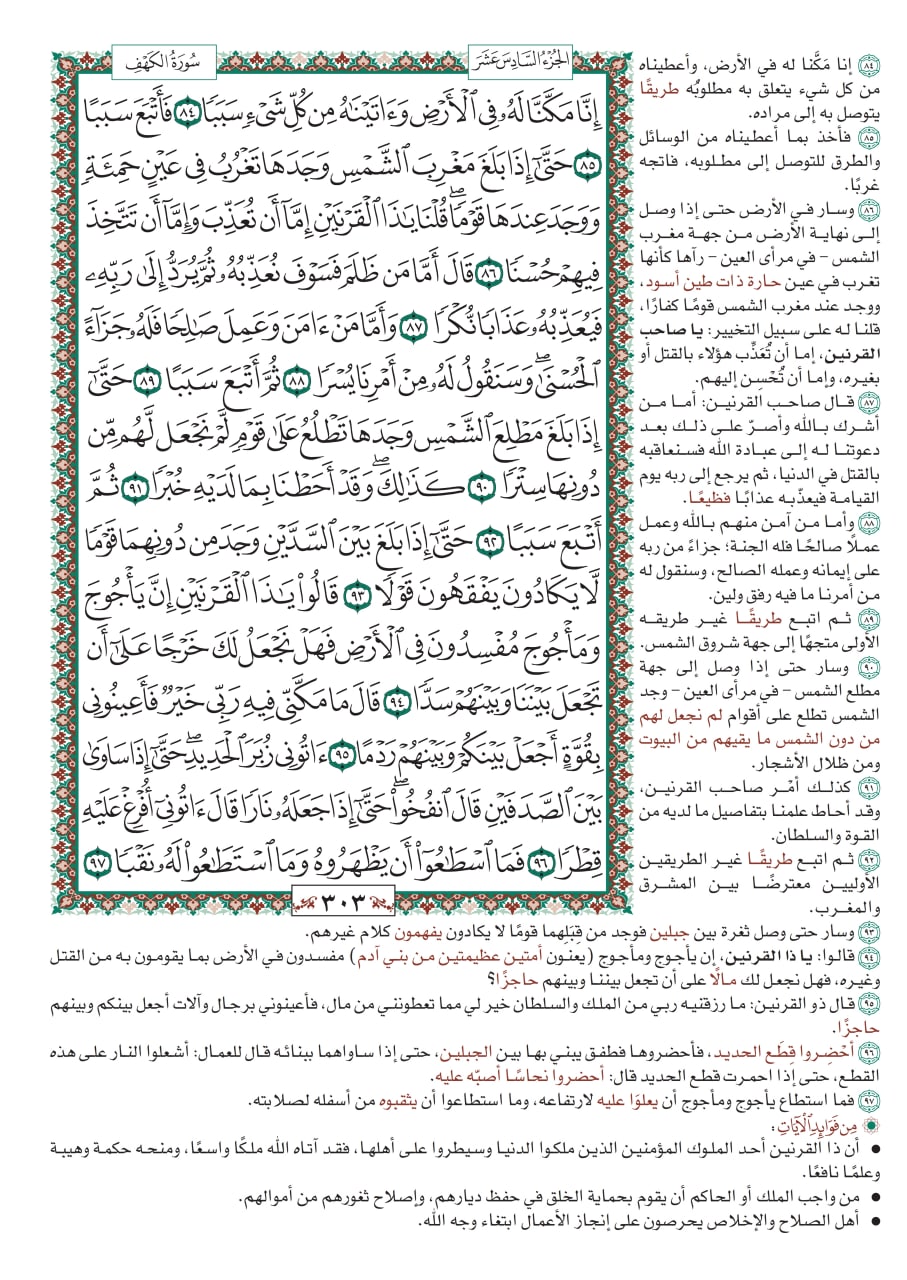 الجُزْءُ السَّادِسَ عَشَرَ
سُورَةُ الكَهْفِ
إِنَّا مَكَّنَّا لَهُۥ فِى ٱلْأَرْضِ وَءَاتَيْنَٰهُ مِن كُلِّ شَىْءٍ سَبَبًا ٨٤ فَأَتْبَعَ سَبَبًا
٨٥ حَتَّىٰٓ إِذَا بَلَغَ مَغْرِبَ ٱلشَّمْسِ وَجَدَهَا تَغْرُبُ فِى عَيْنٍ حَمِئَةٍ
وَوَجَدَ عِندَهَا قَوْمًا ۗ قُلْنَا يَٰذَا ٱلْقَرْنَيْنِ إِمَّآ أَن تُعَذِّبَ وَإِمَّآ أَن تَتَّخِذَ
فِيهِمْ حُسْنًا ٨٦ قَالَ أَمَّا مَن ظَلَمَ فَسَوْفَ نُعَذِّبُهُۥ ثُمَّ يُرَدُّ إِلَىٰ رَبِّهِۦ
فَيُعَذِّبُهُۥ عَذَابًا نُّكْرًا ٨٧ وَأَمَّا مَنْ ءَامَنَ وَعَمِلَ صَٰلِحًا فَلَهُۥ جَزَآءً
ٱلْحُسْنَىٰ ۖ وَسَنَقُولُ لَهُۥ مِنْ أَمْرِنَا يُسْرًا ٨٨ ثُمَّ أَتْبَعَ سَبَبًا ٨٩ حَتَّىٰٓ
إِذَا بَلَغَ مَطْلِعَ ٱلشَّمْسِ وَجَدَهَا تَطْلُعُ عَلَىٰ قَوْمٍ لَّمْ نَجْعَل لَّهُم مِّن
دُونِهَا سِتْرًا ٩٠ كَذَٰلِكَ ۖ وَقَدْ أَحَطْنَا بِمَا لَدَيْهِ خُبْرًا ٩١ ثُمَّ
أَتْبَعَ سَبَبًا ٩٢ حَتَّىٰٓ إِذَا بَلَغَ بَيْنَ ٱلسَّدَّيْنِ وَجَدَ مِن دُونِهِمَا قَوْمًا
لَّا يَكَادُونَ يَفْقَهُونَ قَوْلًا ٩٣ قَالُوا۟ يَٰذَا ٱلْقَرْنَيْنِ إِنَّ يَأْجُوجَ
وَمَأْجُوجَ مُفْسِدُونَ فِى ٱلْأَرْضِ فَهَلْ نَجْعَلُ لَكَ خَرْجًا عَلَىٰٓ أَن
تَجْعَلَ بَيْنَنَا وَبَيْنَهُمْ سَدًّا ٩٤ قَالَ مَا مَكَّنِّى فِيهِ رَبِّى خَيْرٌ فَأَعِينُونِى
بِقُوَّةٍ أَجْعَلْ بَيْنَكُمْ وَبَيْنَهُمْ رَدْمًا ٩٥ ءَاتُونِى زُبَرَ ٱلْحَدِيدِ ۖ حَتَّىٰٓ إِذَا سَاوَىٰ
بَيْنَ ٱلصَّدَفَيْنِ قَالَ ٱنفُخُوا۟ ۖ حَتَّىٰٓ إِذَا جَعَلَهُۥ نَارًا قَالَ ءَاتُونِىٓ أُفْرِغْ عَلَيْهِ
قِطْرًا ٩٦ فَمَا ٱسْطَٰعُوٓا۟ أَن يَظْهَرُوهُ وَمَا ٱسْتَطَٰعُوا۟ لَهُۥ نَقْبًا ٩٧
٣٠٣
٨٤ إنا مَكَّنا له في الأرض، وأعطيناه
من كل شيء يتعلق به مطلوبُه طريقًا
يتوصل به إلى مراده.
٨٥ فأخذ بما أعطيناه من الوسائل
والطرق للتوصل إلى مطلوبه، فاتجه
غربًا.
٨٦ وسار في الأرض حتى إذا وصل
إلى نهاية الأرض من جهة مغرب
الشمس - في مرأى العين - رآها كأنها
تغرب في عين حارة ذات طين أسود،
ووجد عند مغرب الشمس قومًا كفارًا،
قلنا له على سبيل التخيير: يا صاحب
القرنين، إما أن تُعَذِّب هؤلاء بالقتل أو
بغيره، وإما أن تُحْسِن إليهم.
٨٧ قال صاحب القرنين: أما من
أشرك بالله وأصرّ على ذلك بعد
دعوتنا له إلى عبادة الله فسنعاقبه
بالقتل في الدنيا، ثم يرجع إلى ربه يوم
القيامة فيعذّبه عذابًا فظيعًا.
٨٨ وأما من آمن منهم بالله وعمل
عملًا صالحًا فله الجنة؛ جزاءً من ربه
على إيمانه وعمله الصالح، وسنقول له
من أمرنا ما فيه رفق ولين.
٨٩ ثم اتبع طريقًا غير طريقه
الأولى متجهًا إلى جهة شروق الشمس.
٩٠ وسار حتى إذا وصل إلى جهة
مطلع الشمس - في مرأى العين - وجد
الشمس تطلع على أقوام لم نجعل لهم
من دون الشمس ما يقيهم من البيوت
ومن ظلال الأشجار.
٩١ كذلك أمْر صاحب القرنين،
وقد أحاط علمنا بتفاصيل ما لديه من
القوة والسلطان.
٩٢ ثم اتبع طريقًا غير الطريقين
الأوليين معترضًا بين المشرق
والمغرب.
٩٣ وسار حتى وصل ثغرة بين جبلين فوجد من قِبَلِهما قومًا لا يكادون يفهمون كلام غيرهم.
٩٤ قالوا: يا ذا القرنين، إن يأجوج ومأجوج (يعنون أمتين عظيمتين من بني آدم) مفسدون في الأرض بما يقومون به من القتل
وغيره، فهل نجعل لك مالًا على أن تجعل بيننا وبينهم حاجزًا؟
٩٥ قال ذو القرنين: ما رزقنيه ربي من الملك والسلطان خير لي مما تعطونني من مال، فأعينوني برجال وآلات أجعل بينكم وبينهم
حاجزًا.
٩٦ أحْضِروا قِطَع الحديد، فأحضروها فطفق يبني بها بين الجبلين، حتى إذا ساواهما ببنائه قال للعمال: أشعلوا النار على هذه
القطع، حتى إذا احمرت قطع الحديد قال: أحضروا نحاسًا أصبّه عليه.
٩٧ فما استطاع يأجوج ومأجوج أن يعلوَا عليه لارتفاعه، وما استطاعوا أن يثقبوه من أسفله لصلابته.
مِن فَوَائِدِ الآيَاتِ:
• أن ذا القرنين أحد الملوك المؤمنين الذين ملكوا الدنيا وسيطروا على أهلها، فقد آتاه الله ملكًا واسعًا، ومنحه حكمة وهيبة
وعلمًا نافعًا.
• من واجب الملك أو الحاكم أن يقوم بحماية الخلق في حفظ ديارهم، وإصلاح ثغورهم من أموالهم.
• أهل الصلاح والإخلاص يحرصون على إنجاز الأعمال ابتغاء وجه الله.